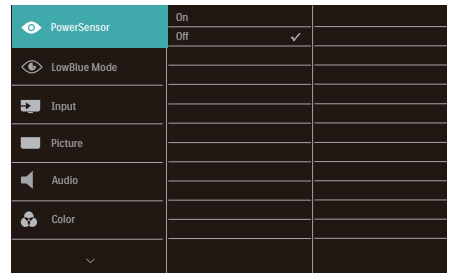 PowerSensor
On
Off
LowBlue Mode
Input
Picture
Audio
Color